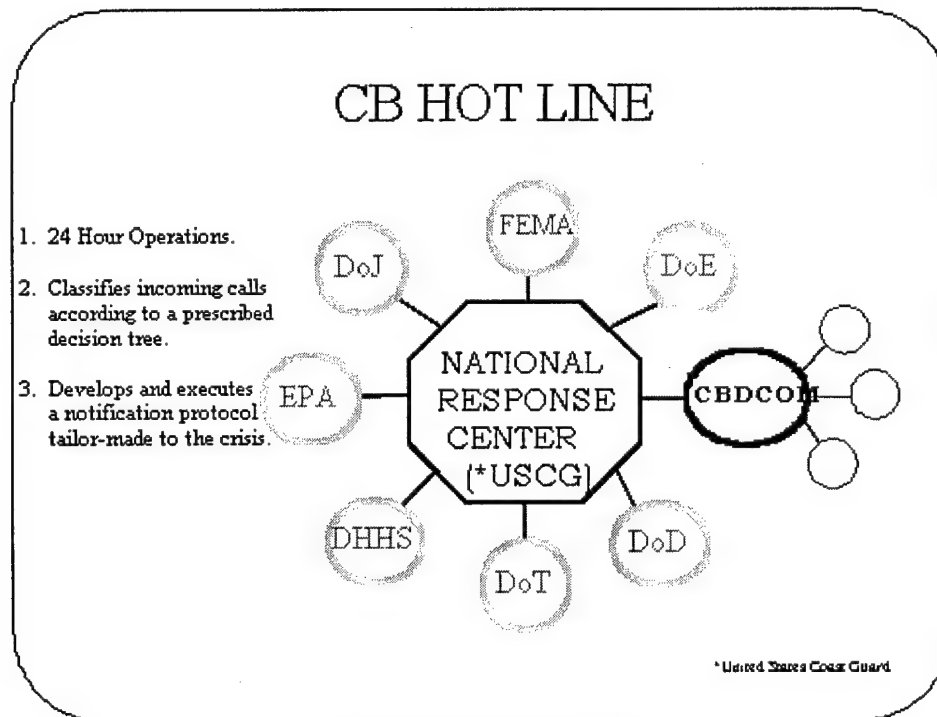 CB HOT LINE
1. 24 Hour Operations.
2. Classifies incoming calls
according to a prescribed
decision tree.
3. Develops and executes
a notification protocol
tailor-made to the crisis.
FEMA
DoJ
DoE
EPA
NATIONAL
RESPONSE
CENTER
(*USCG)
CBDCOM
DHHS
DoD
DoT
*United States Coast Guard